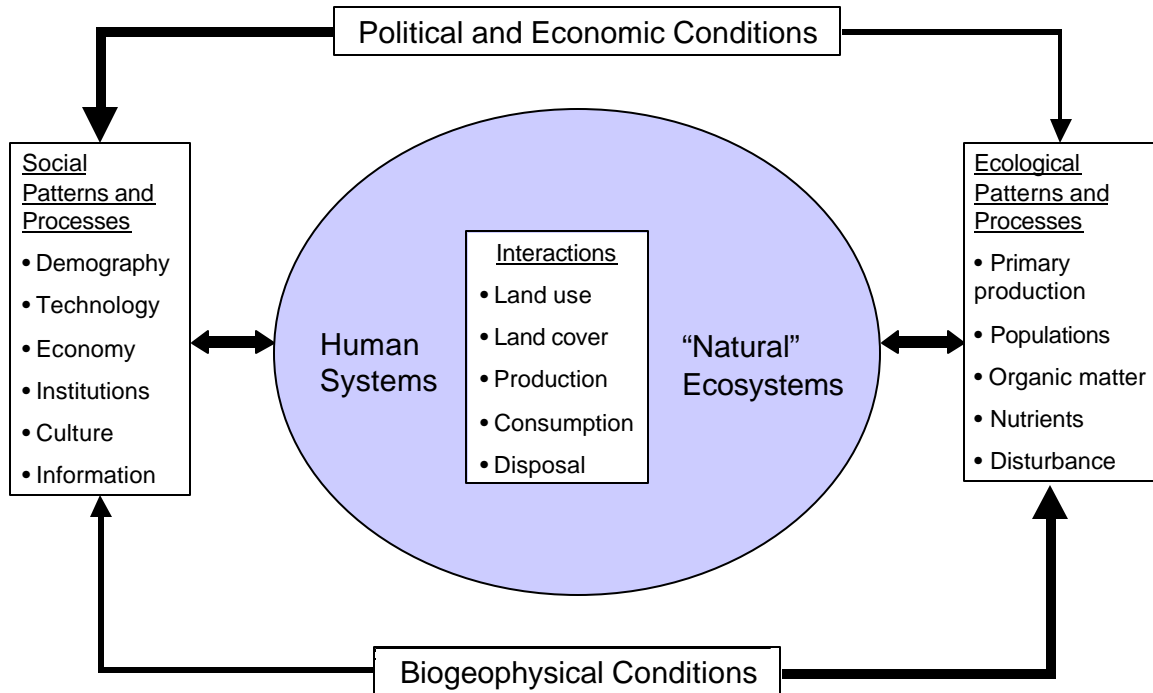 Political and Economic Conditions
Social
Patterns and
Processes
• Demography
• Technology
• Economy
• Institutions
• Culture
• Information
Human
Systems
Interactions
• Land use
• Land cover
• Production
• Consumption
• Disposal
“Natural”
Ecosystems
Ecological
Patterns and
Processes
• Primary
production
• Populations
• Organic matter
• Nutrients
• Disturbance
Biogeophysical Conditions